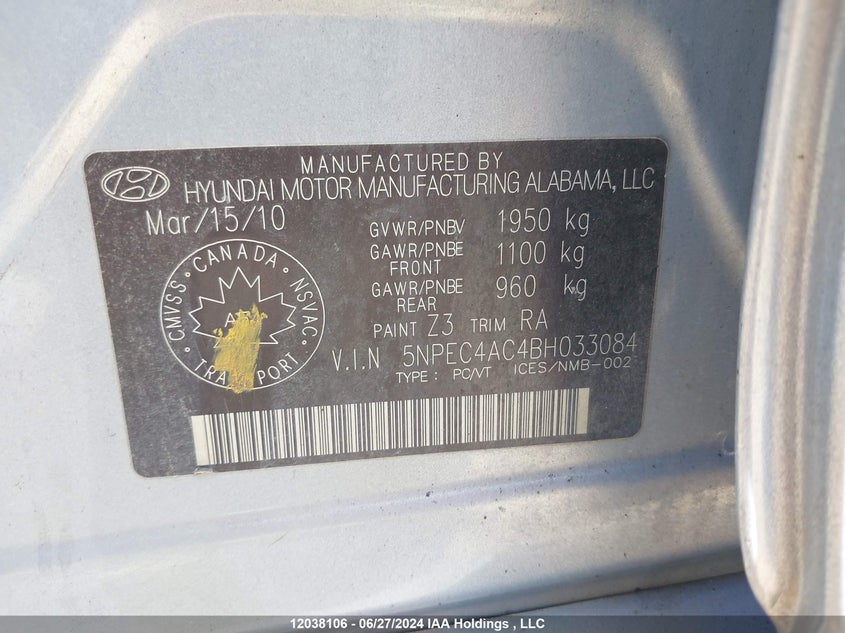 MANUFACTURED BY
HYUNDAI MOTOR MANUFACTURING ALABAMA, LLC
Mar/15/10
GVWR/PNBV 1950 kg
GAWR/PNBE FRONT 1100 kg
GAWR/PNBE REAR 960 kg
PAINT Z3 TRIM RA
V.I.N 5NPEC4AC4BH033084
TYPE : PC/VT ICES/NMB-002
CMVSS · CANADA · NSVAC
TRANSPORT
12038106 - 06/27/2024 IAA Holdings , LLC